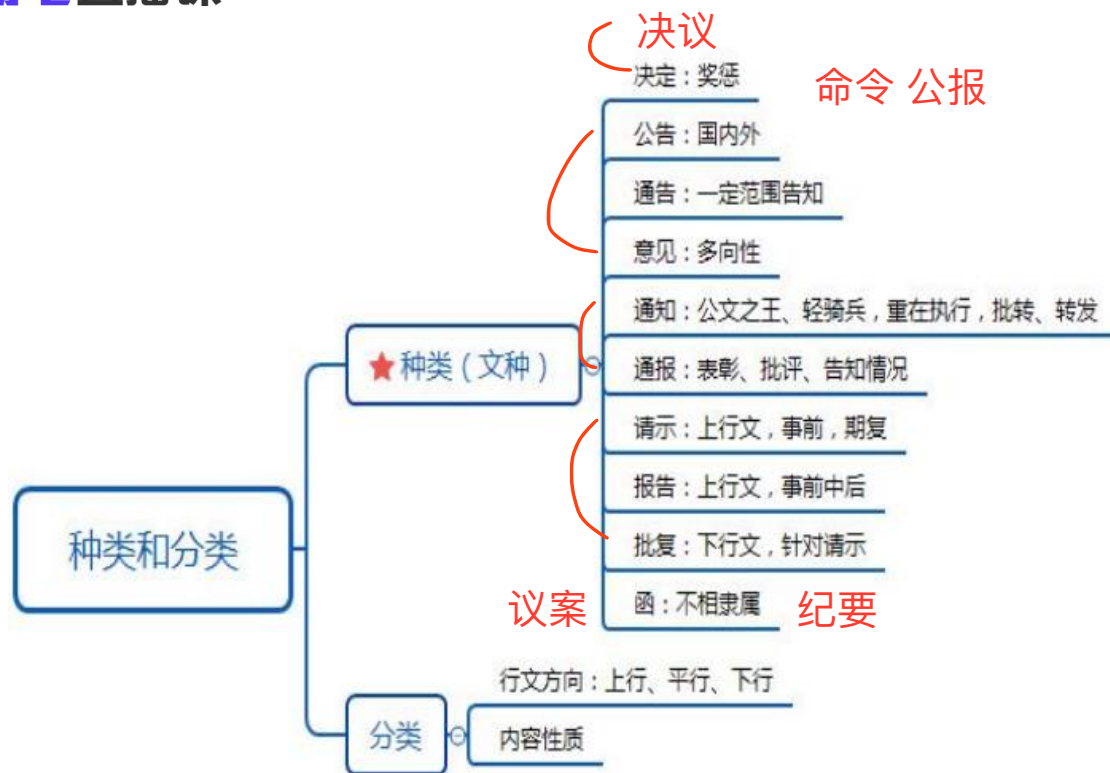 决议
决定：奖惩
命令 公报
公告：国内外
通告：一定范围告知
意见：多向性
通知：公文之王、轻骑兵，重在执行，批转、转发
★种类（文种）
通报：表彰、批评、告知情况
请示：上行文，事前，期复
报告：上行文，事前中后
种类和分类
批复：下行文，针对请示
议案
函：不相隶属
纪要
行文方向：上行、平行、下行
分类
内容性质